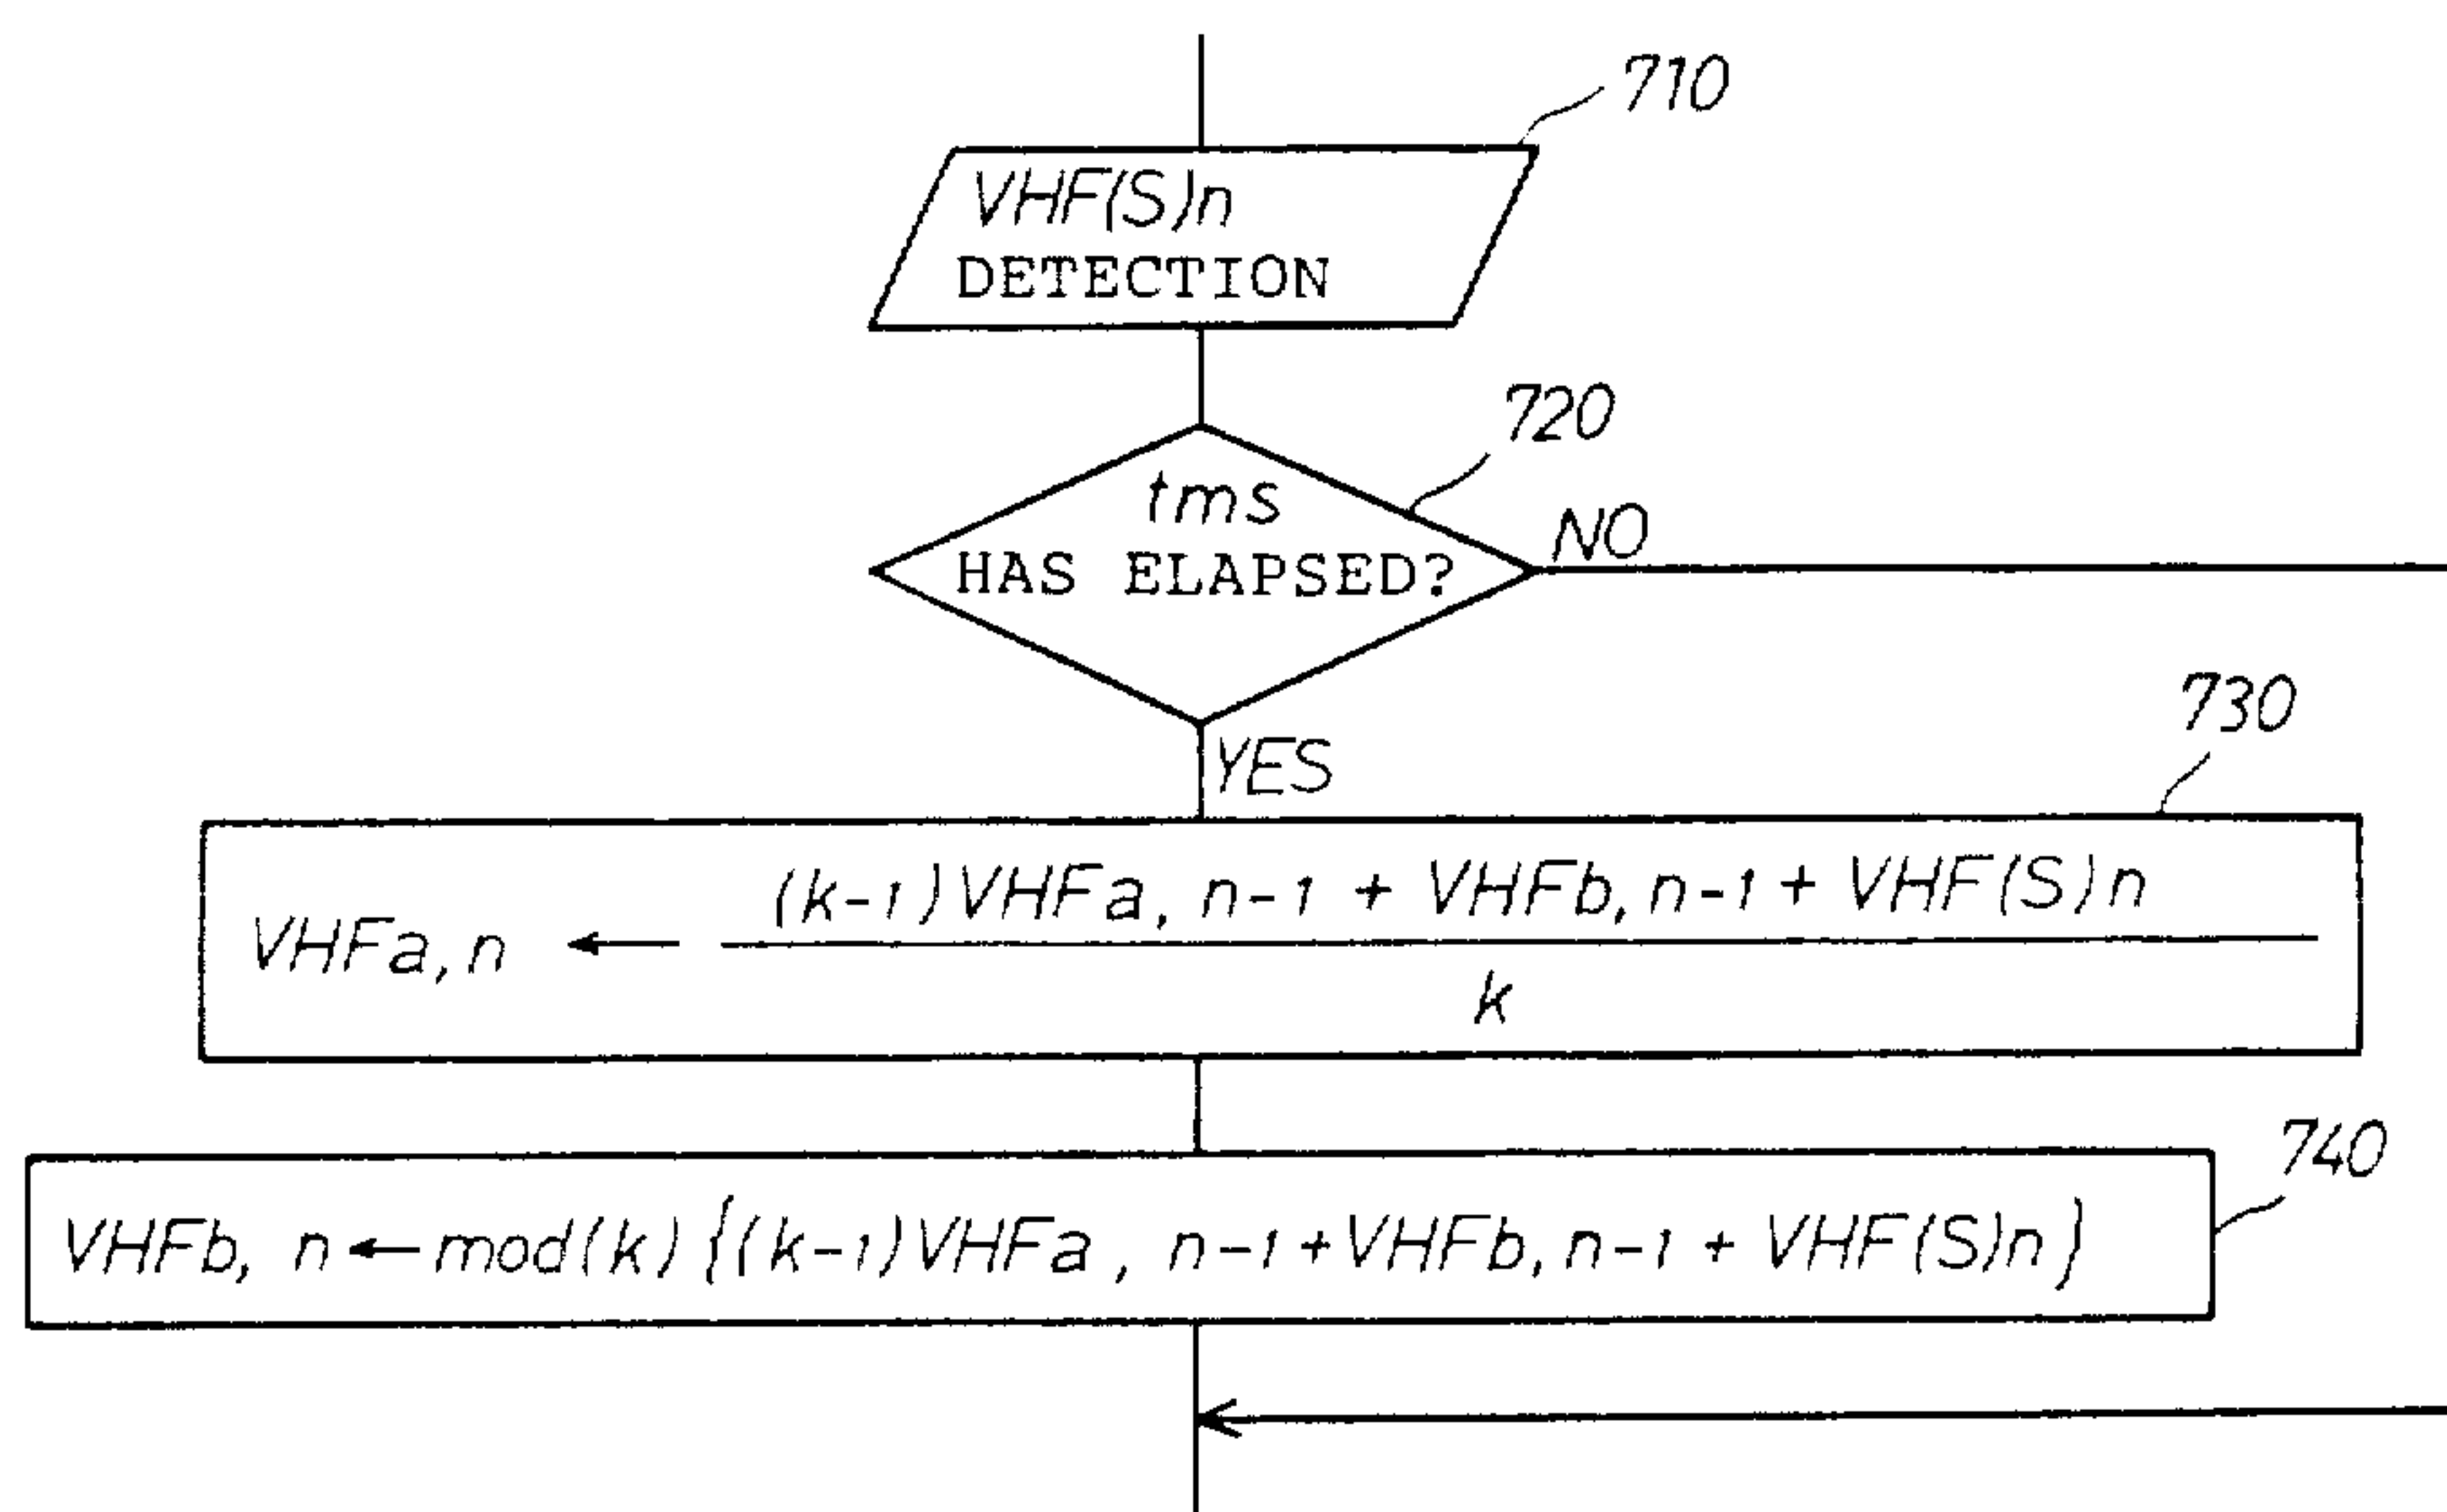 710
VHF(S)n
DETECTION
720
tms
HAS ELAPSED?
NO
YES
730
(k-1)VHFa, n-1 + VHFb, n-1 + VHF(S)n
VHFa, n ←
k
740
VHFb, n←mod(k){(k-1)VHFa, n-1+VHFb, n-1 + VHF(S)n}